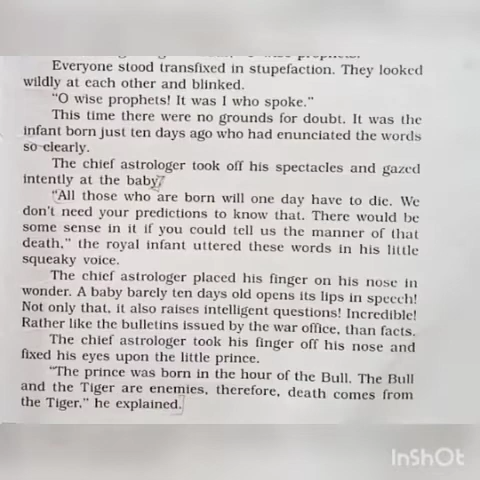 Everyone stood transfixed in stupefaction. They looked
wildly at each other and blinked.
"O wise prophets! It was I who spoke."
This time there were no grounds for doubt. It was the
infant born just ten days ago who had enunciated the words
so clearly.
The chief astrologer took off his spectacles and gazed
intently at the baby.
"All those who are born will one day have to die. We
don't need your predictions to know that. There would be
some sense in it if you could tell us the manner of that
death," the royal infant uttered these words in his little
squeaky voice.
The chief astrologer placed his finger on his nose in
wonder. A baby barely ten days old opens its lips in speech!
Not only that, it also raises intelligent questions! Incredible!
Rather like the bulletins issued by the war office, than facts.
The chief astrologer took his finger off his nose and
fixed his eyes upon the little prince.
"The prince was born in the hour of the Bull. The Bull
and the Tiger are enemies, therefore, death comes from
the Tiger," he explained.
InShOt